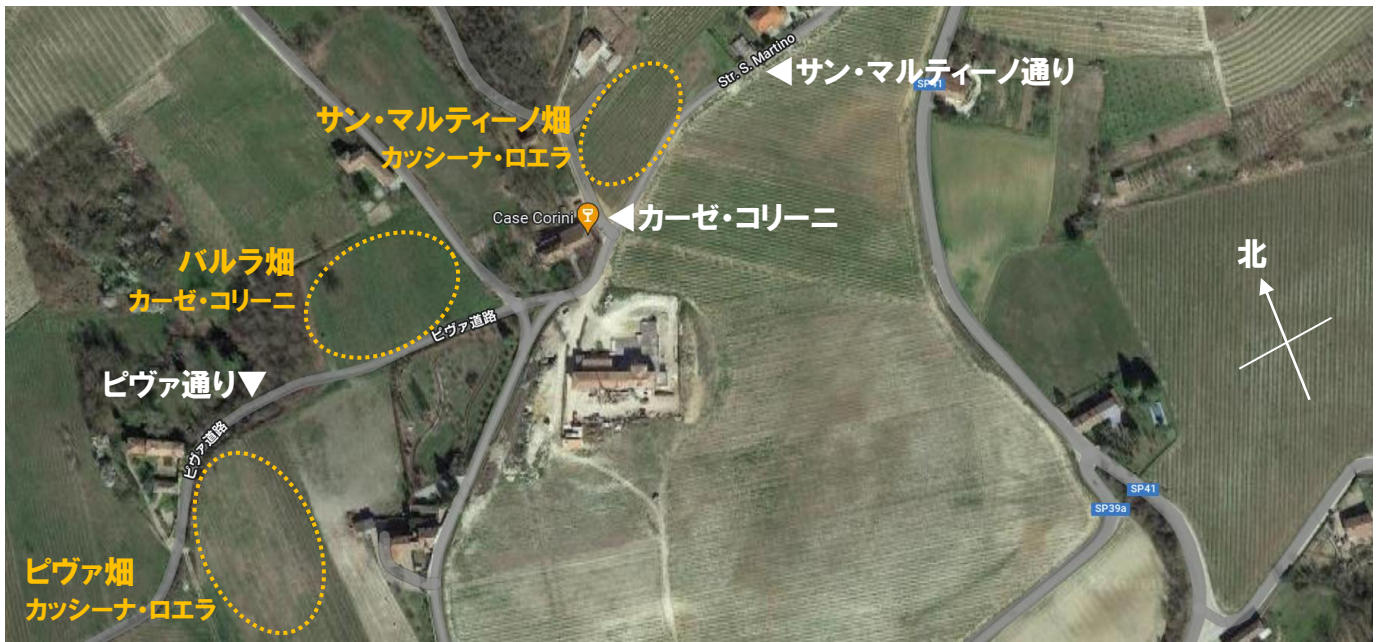 Str. S. Martino
◀サン・マルティーノ通り
SP41
サン・マルティーノ畑
カッシーナ・ロエラ
Case Corini
◀カーゼ・コリーニ
バルラ畑
カーゼ・コリーニ
北
ピヴァ道路
ピヴァ通り▼
ピヴァ道路
SP41
SP39a
ピヴァ畑
カッシーナ・ロエラ